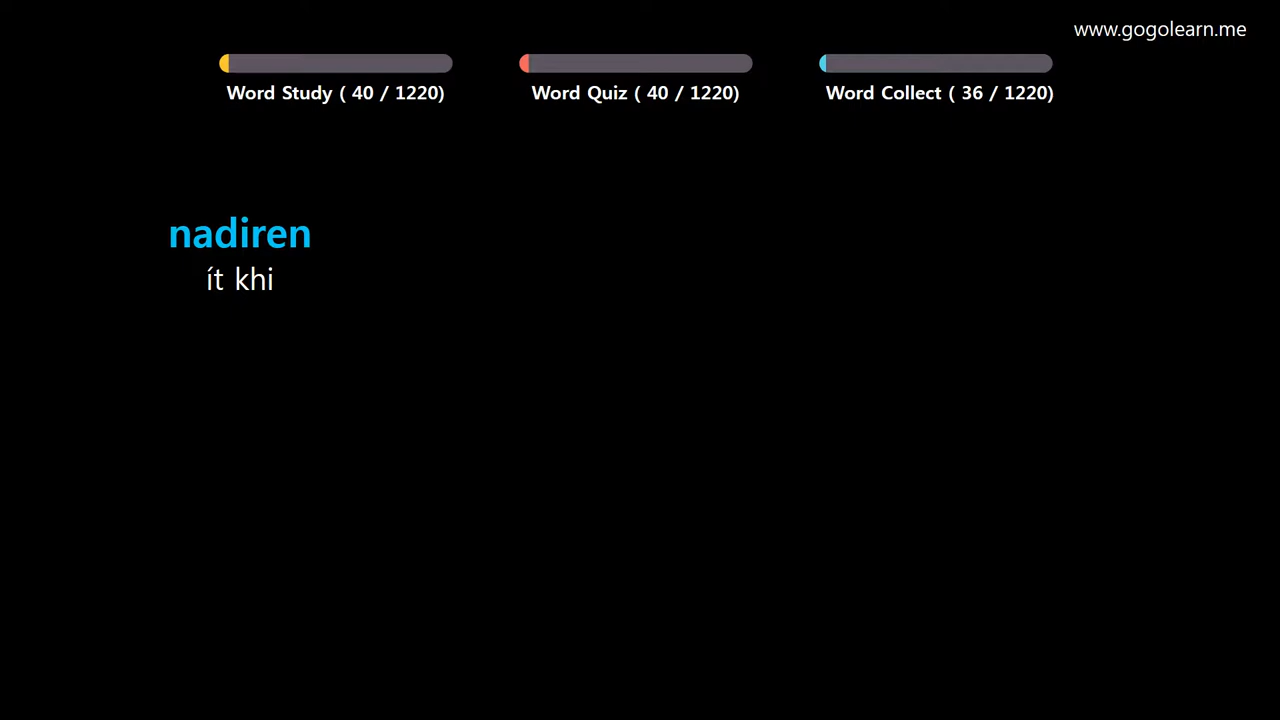 www.gogolearn.me
Word Study ( 40 / 1220)
Word Quiz ( 40 / 1220)
Word Collect ( 36 / 1220)
nadiren
ít khi